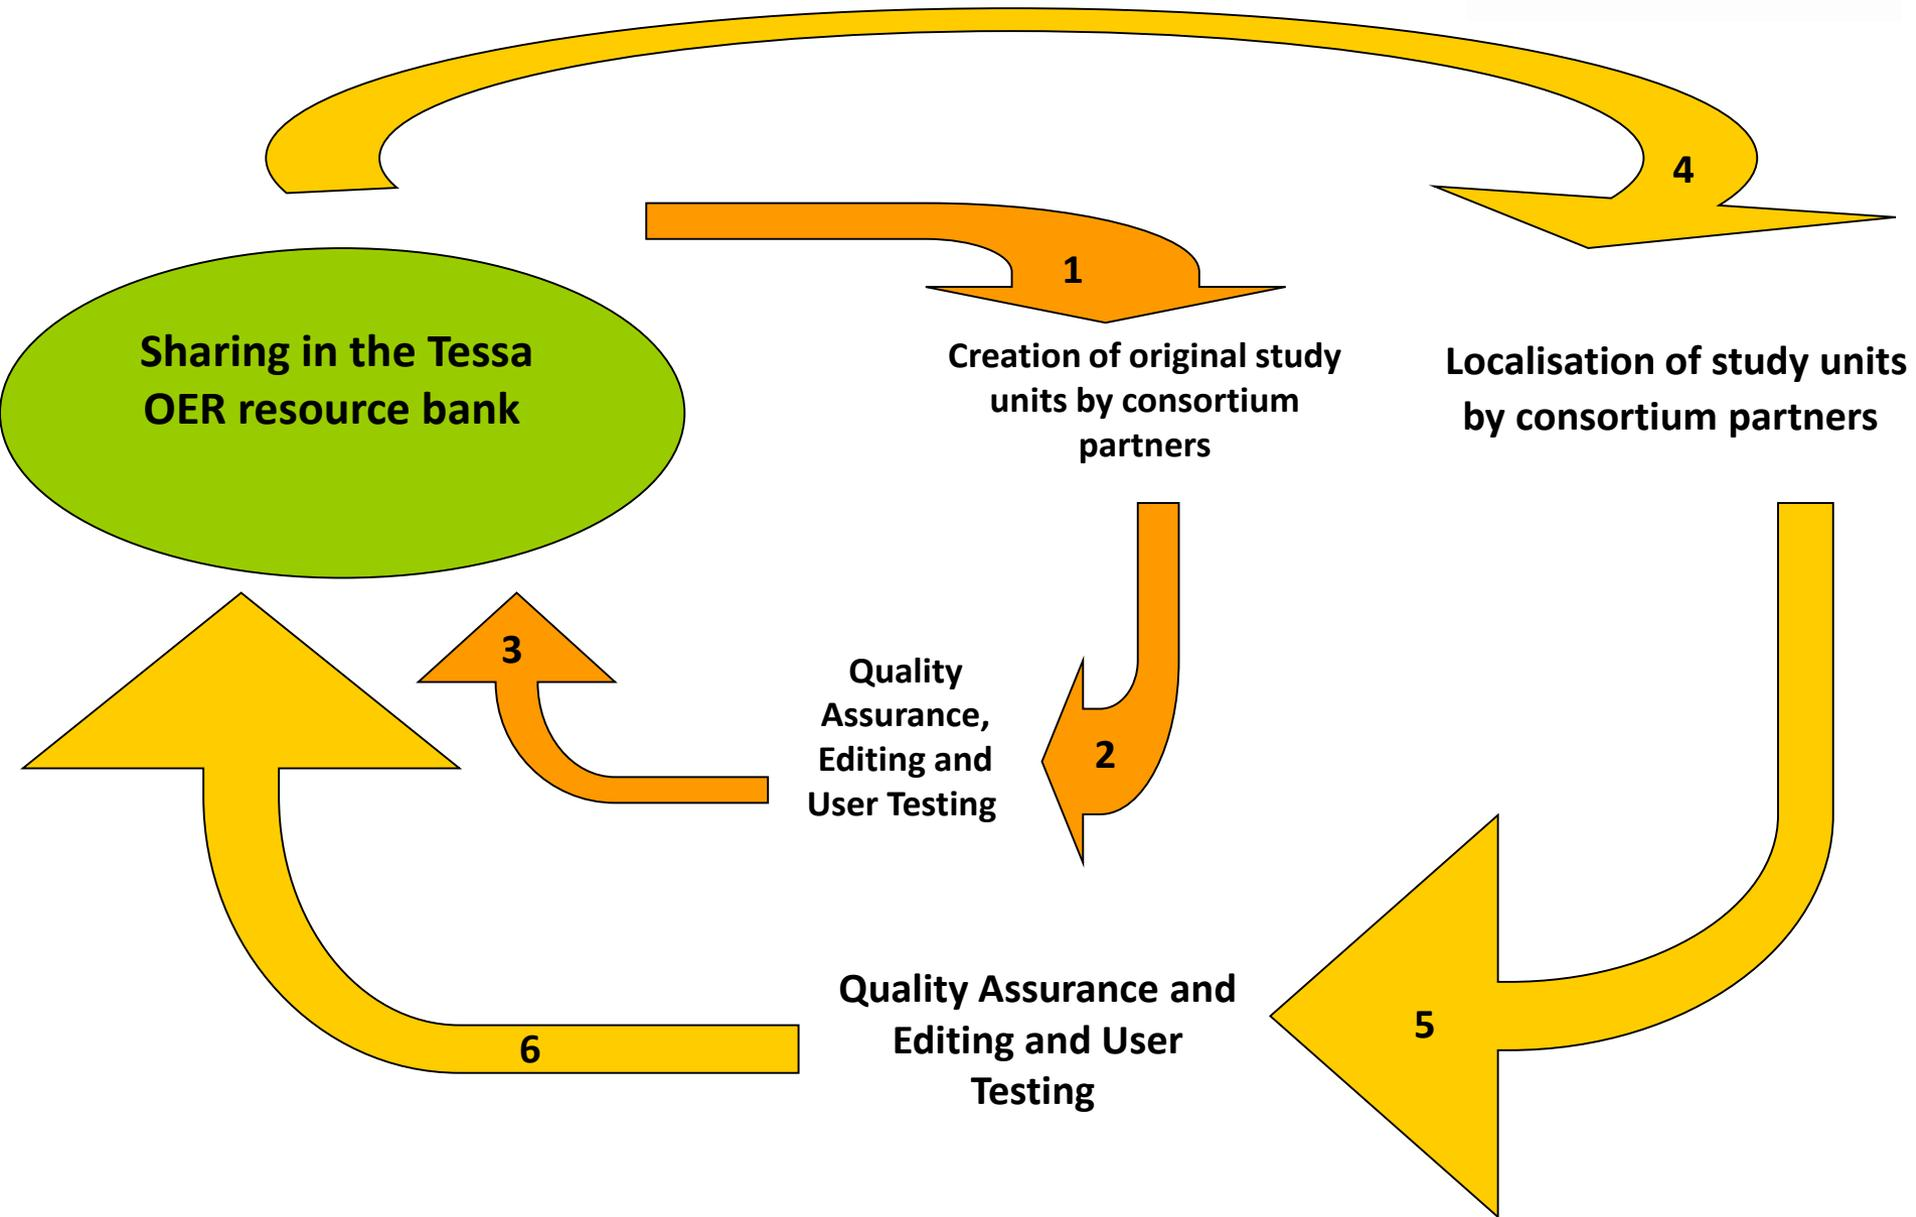 4
1
Sharing in the Tessa
OER resource bank
Creation of original study
units by consortium
partners
Localisation of study units
by consortium partners
3
Quality
Assurance,
Editing and
User Testing
2
Quality Assurance and
Editing and User
Testing
5
6